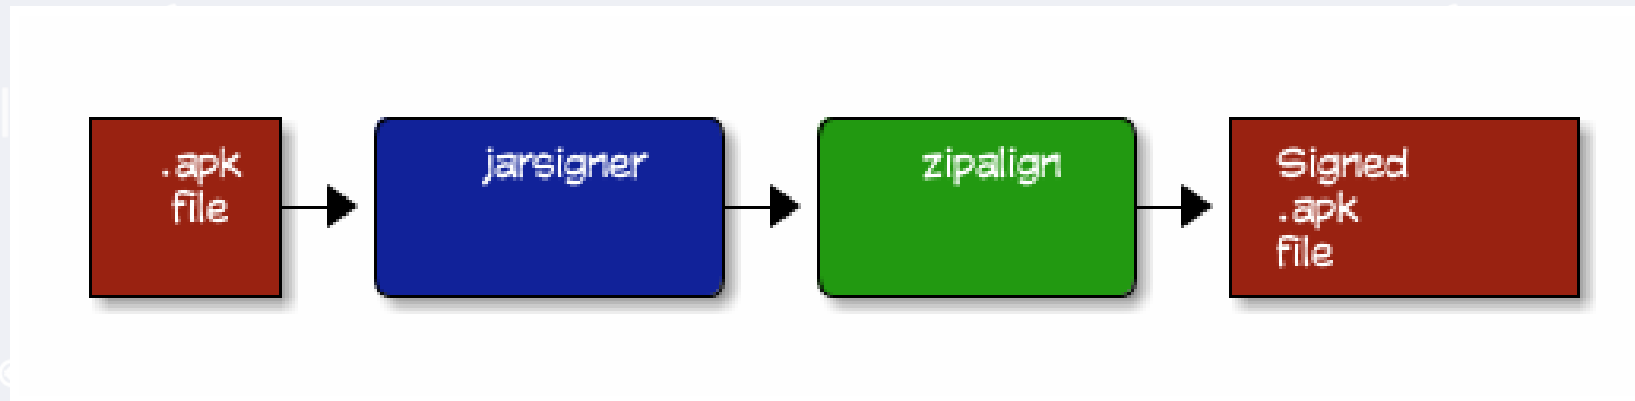 .apk
file
jarsigner
zipalign
Signed
.apk
file